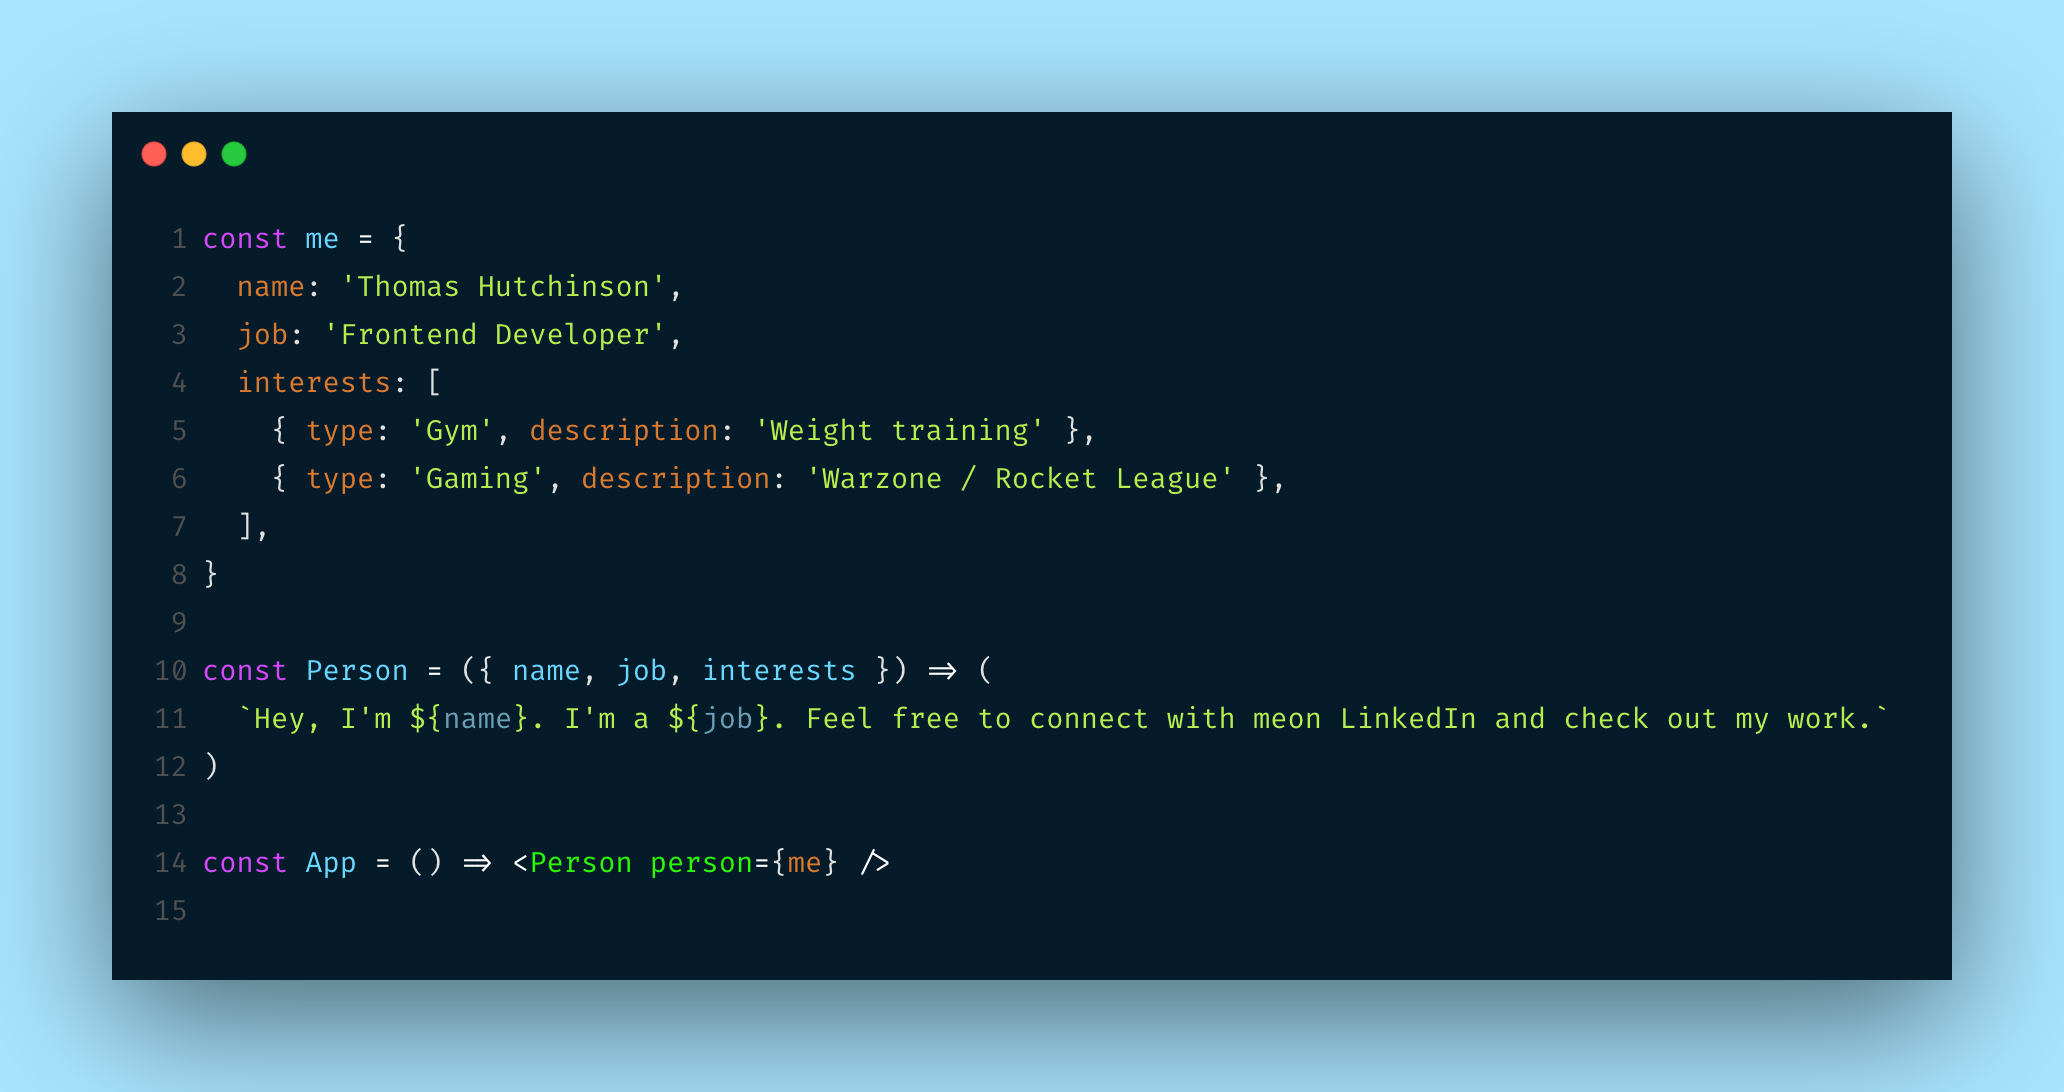 1 const me = {
2   name: 'Thomas Hutchinson',
3   job: 'Frontend Developer',
4   interests: [
5     { type: 'Gym', description: 'Weight training' },
6     { type: 'Gaming', description: 'Warzone / Rocket League' },
7   ],
8 }
9
10 const Person = ({ name, job, interests }) => (
11   `Hey, I'm ${name}. I'm a ${job}. Feel free to connect with meon LinkedIn and check out my work.`
12 )
13
14 const App = () => <Person person={me} />
15